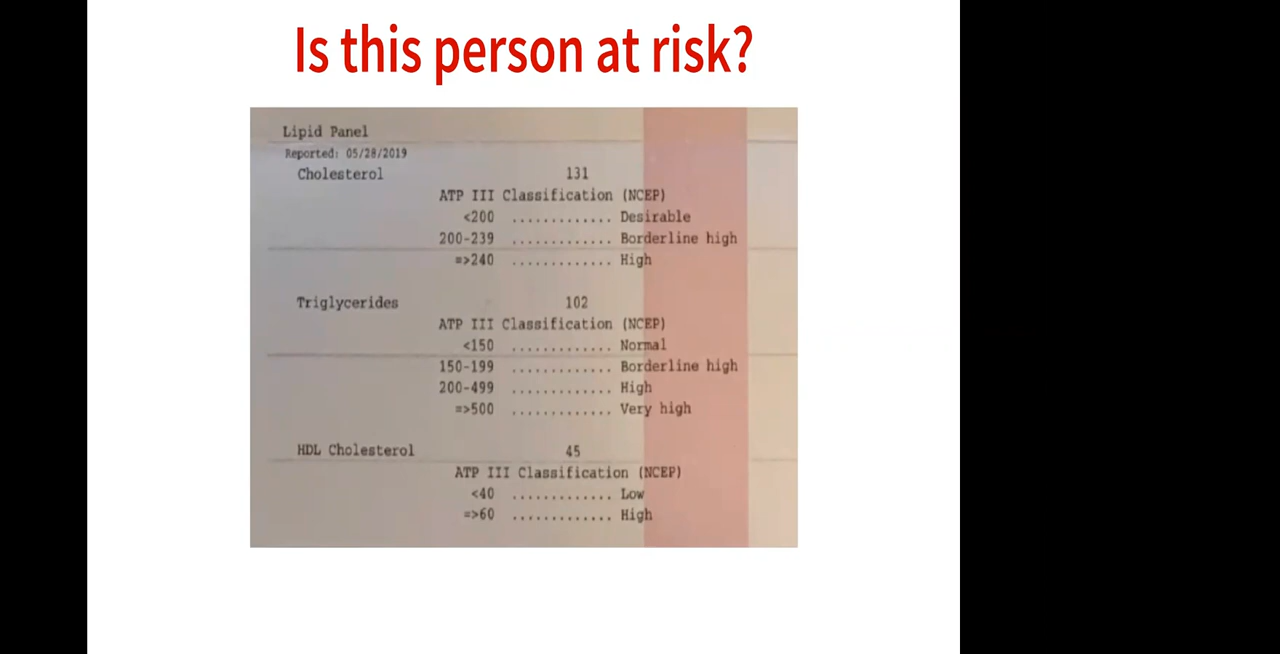 Is this person at risk?
Lipid Panel
Reported: 05/28/2019
Cholesterol 131
ATP III Classification (NCEP)
<200 ............. Desirable
200-239 ............. Borderline high
=>240 ............. High
Triglycerides 102
ATP III Classification (NCEP)
<150 ............. Normal
150-199 ............. Borderline high
200-499 ............. High
=>500 ............. Very high
HDL Cholesterol 45
ATP III Classification (NCEP)
<40 ............. Low
=>60 ............. High